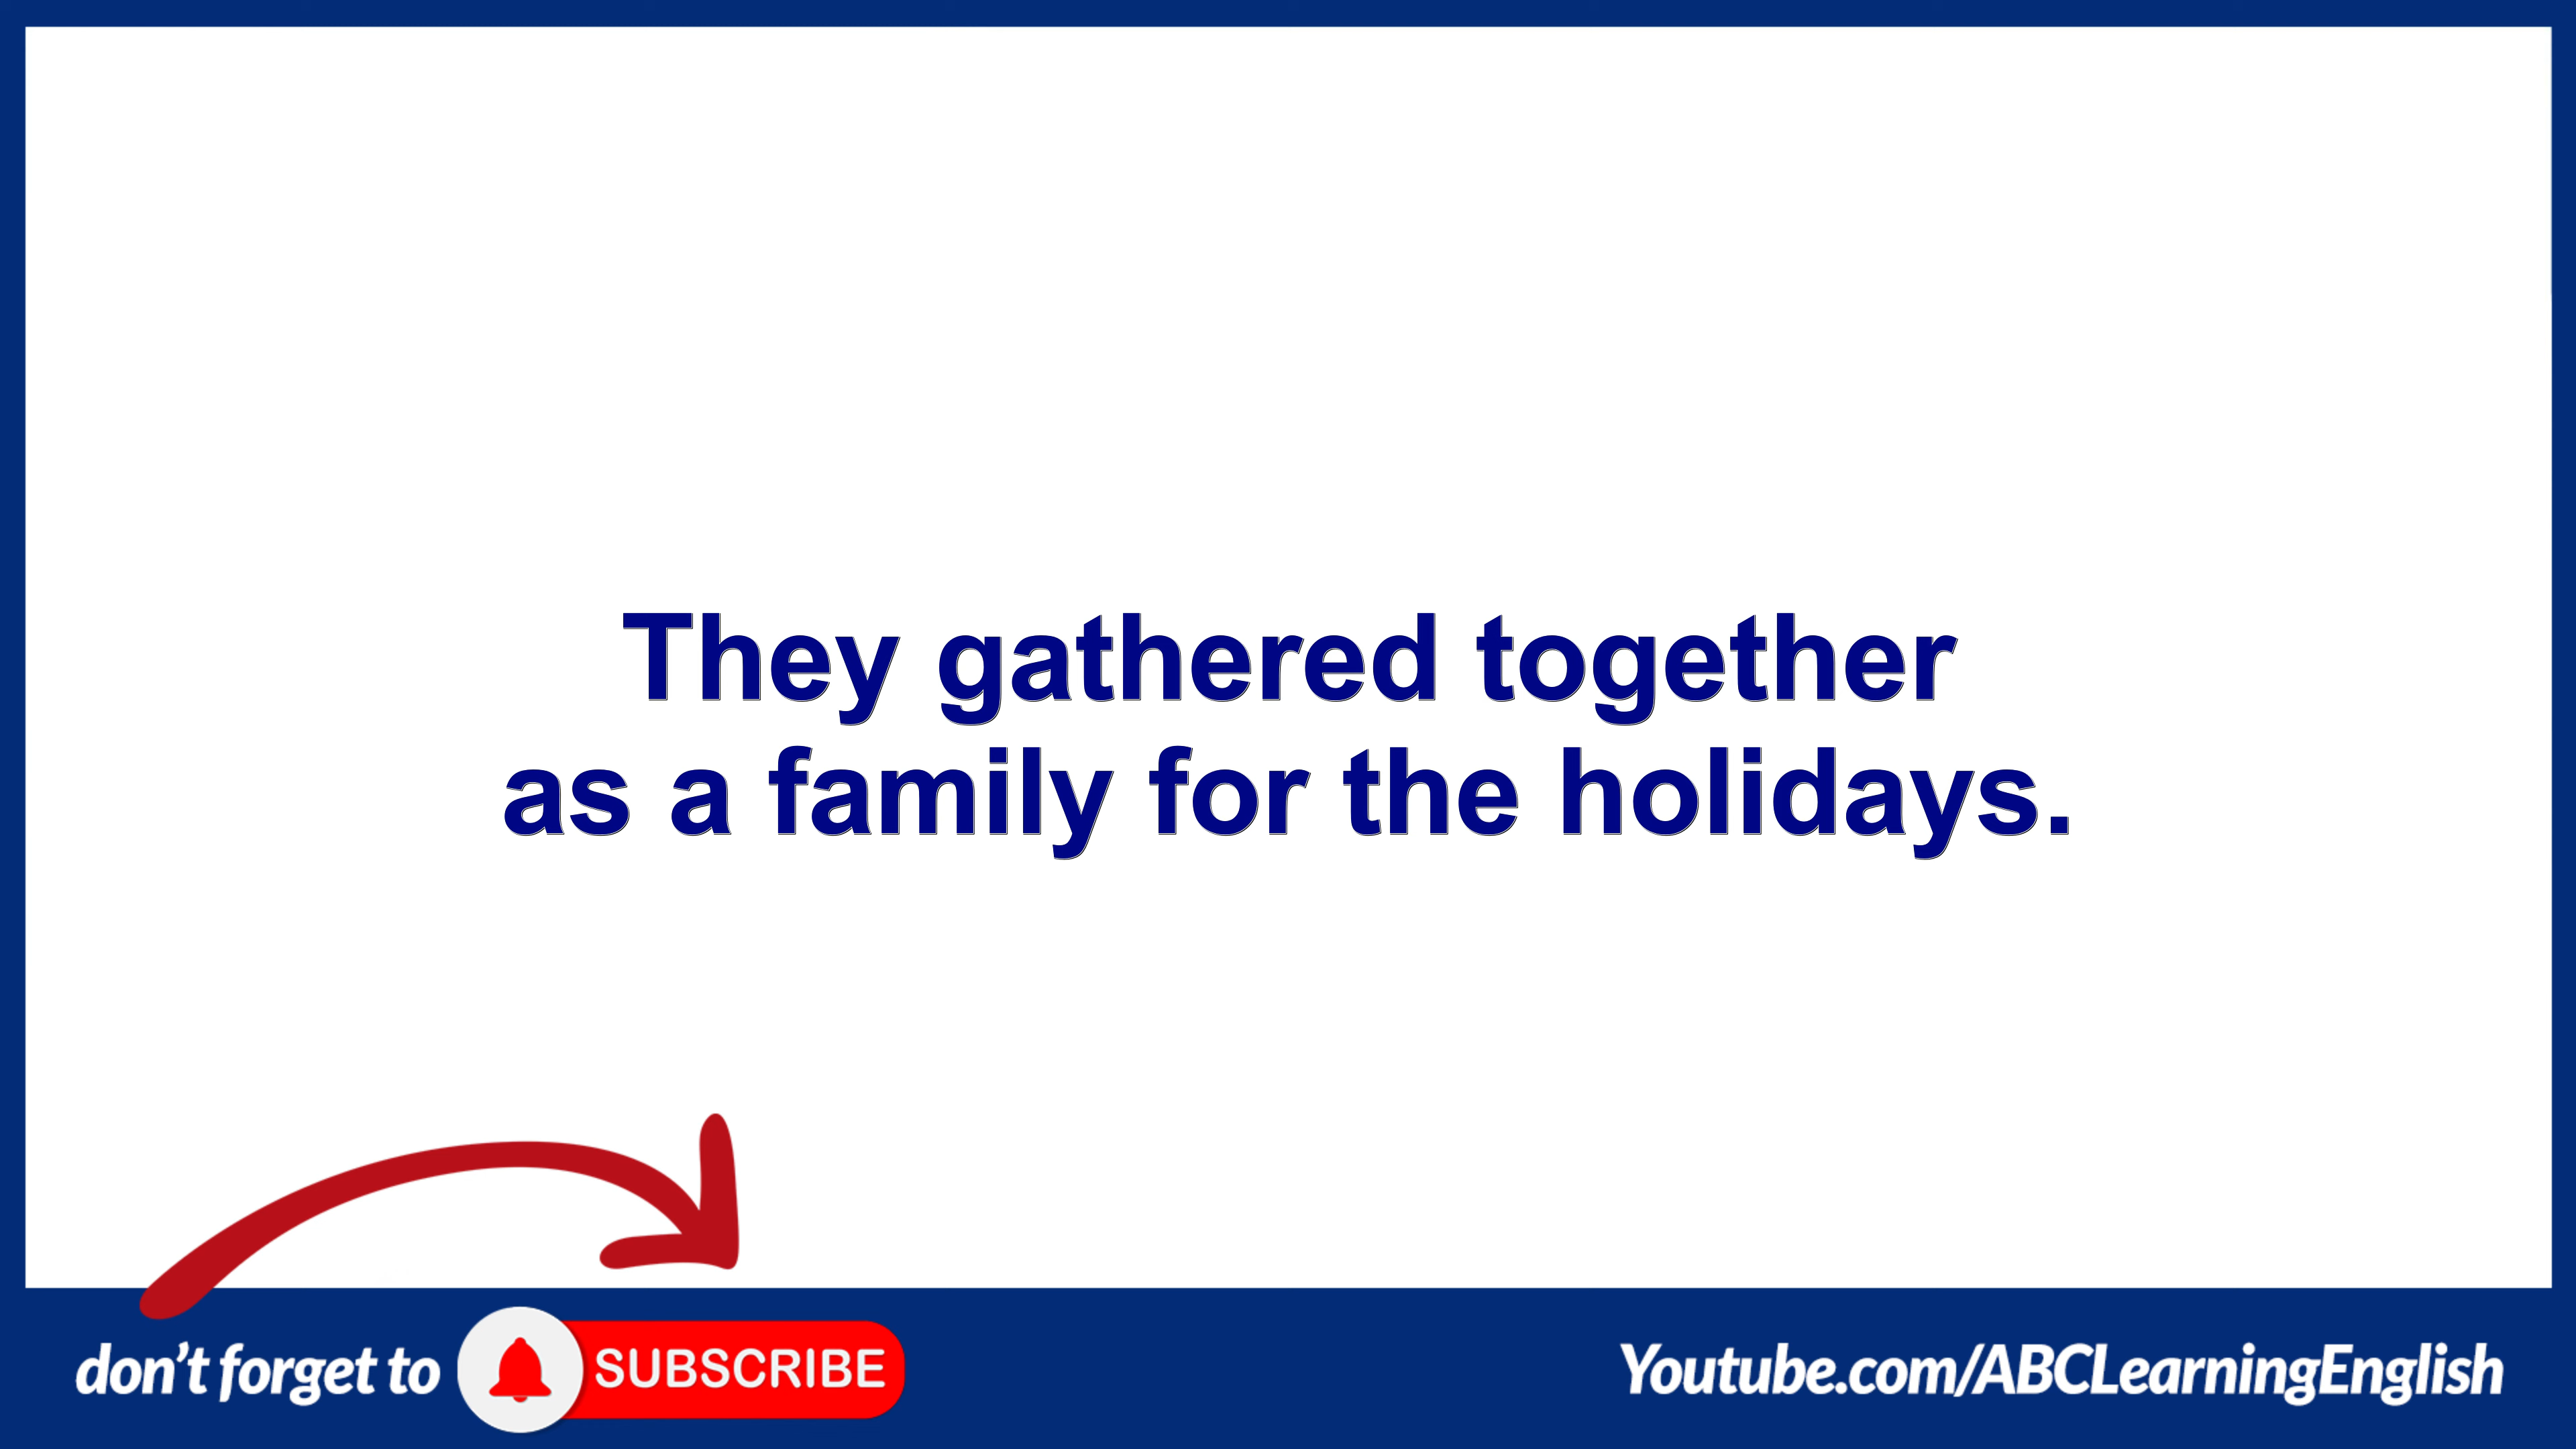 They gathered together
as a family for the holidays.
don't forget to SUBSCRIBE
Youtube.com/ABCLearningEnglish